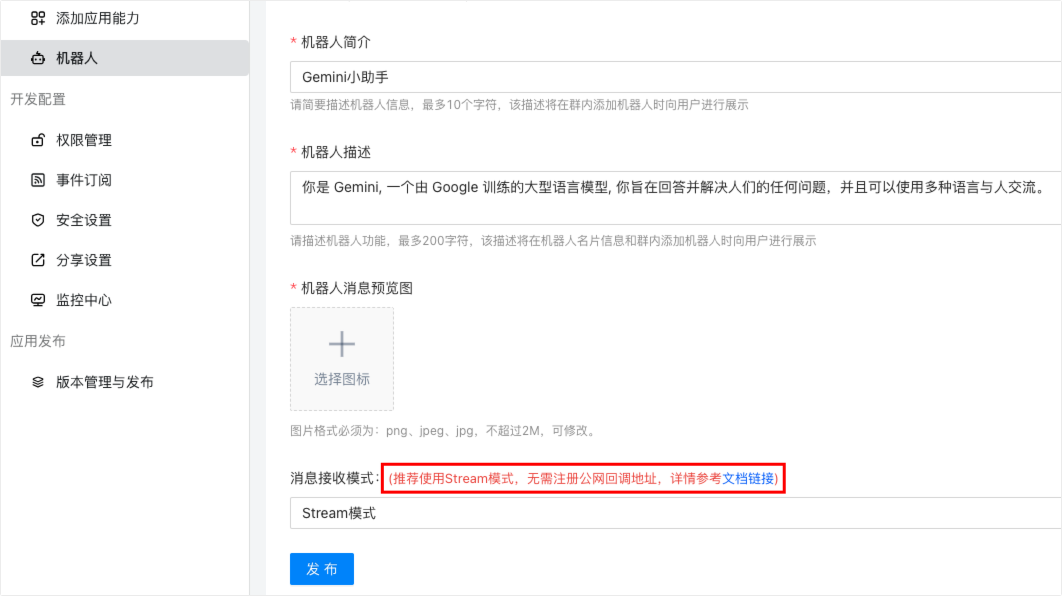 添加应用能力
机器人
开发配置
权限管理
事件订阅
安全设置
分享设置
监控中心
应用发布
版本管理与发布
* 机器人简介
Gemini小助手
请简要描述机器人信息，最多10个字符，该描述将在群内添加机器人时向用户进行展示
* 机器人描述
你是 Gemini, 一个由 Google 训练的大型语言模型, 你旨在回答并解决人们的任何问题，并且可以使用多种语言与人交流。
请描述机器人功能，最多200字符，该描述将在机器人名片信息和群内添加机器人时向用户进行展示
* 机器人消息预览图
选择图标
图片格式必须为：png、jpeg、jpg，不超过2M，可修改。
消息接收模式: (推荐使用Stream模式，无需注册公网回调地址，详情参考文档链接)
Stream模式
发 布